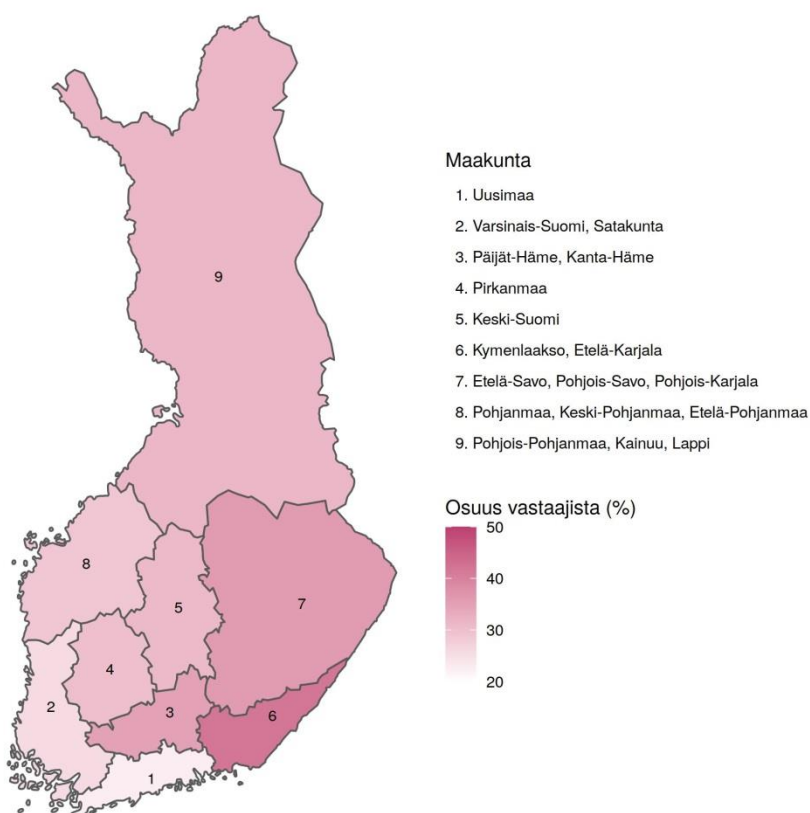 Maakunta
1. Uusimaa
2. Varsinais-Suomi, Satakunta
3. Päijät-Häme, Kanta-Häme
4. Pirkanmaa
5. Keski-Suomi
6. Kymenlaakso, Etelä-Karjala
7. Etelä-Savo, Pohjois-Savo, Pohjois-Karjala
8. Pohjanmaa, Keski-Pohjanmaa, Etelä-Pohjanmaa
9. Pohjois-Pohjanmaa, Kainuu, Lappi
Osuus vastaajista (%)
50
40
30
20
9
8
5
7
4
2
3
6
1